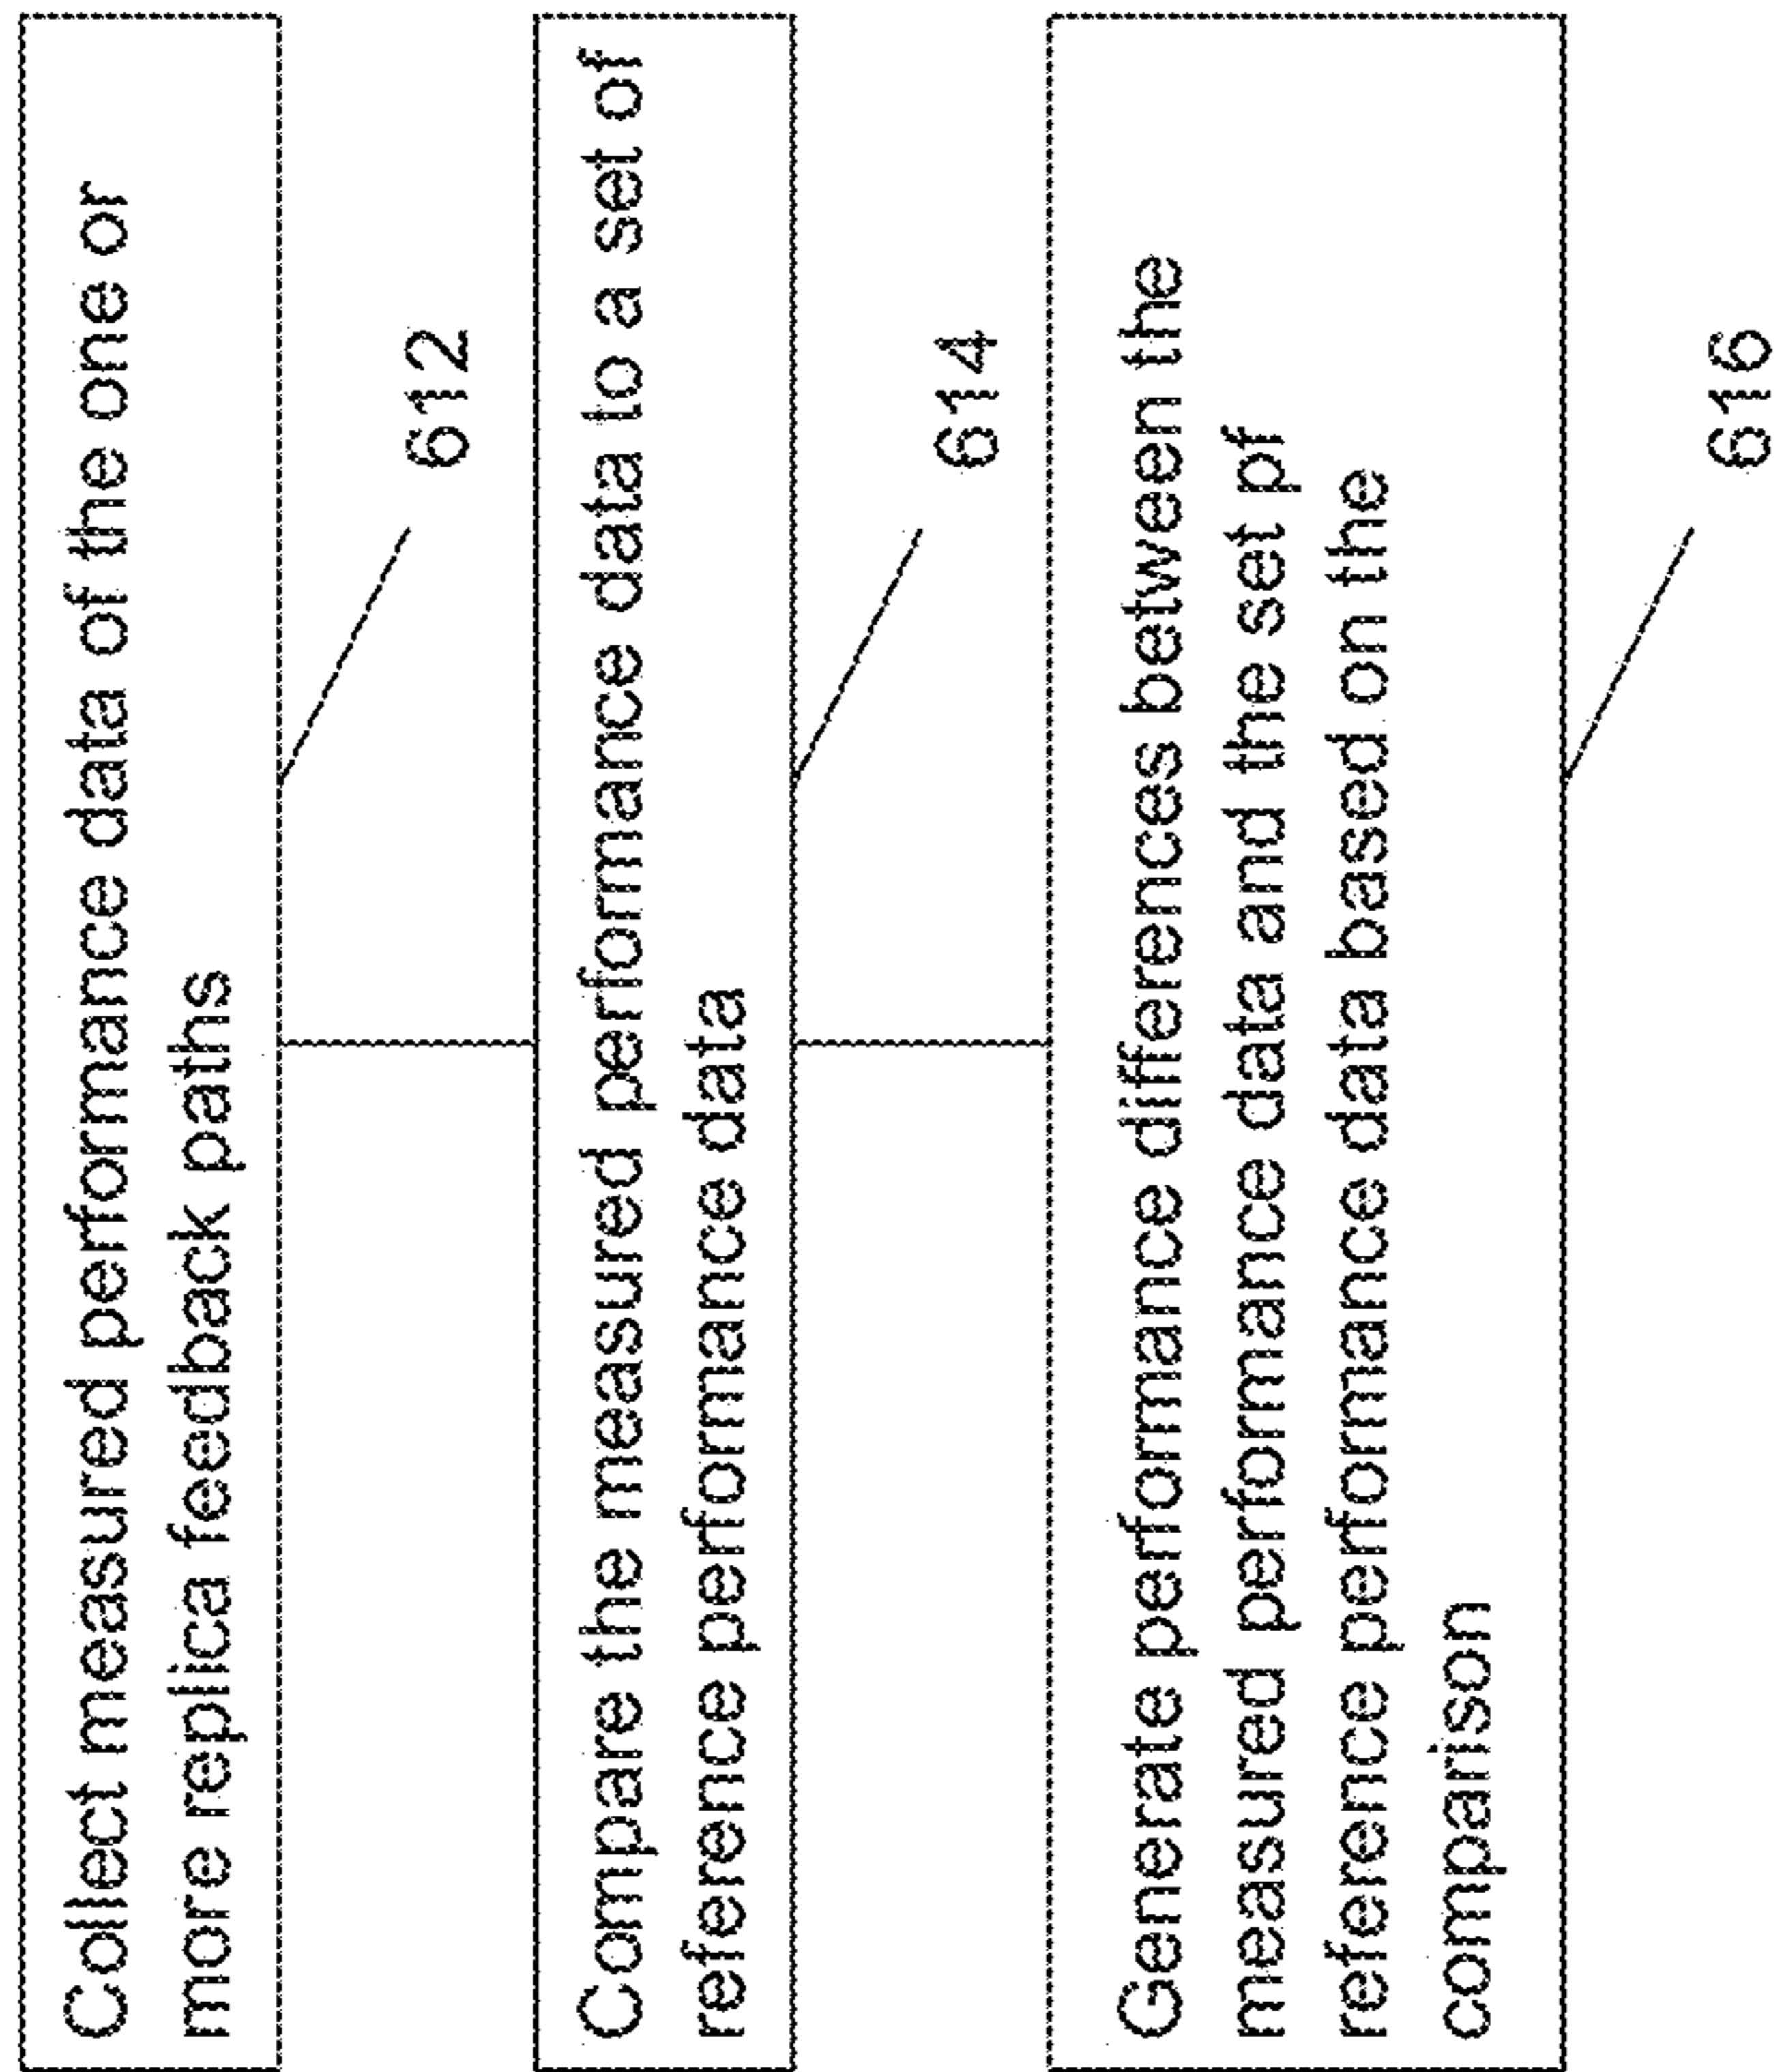 Collect measured performance data of the one or
more replica feedback paths
612
Compare the measured performance data to a set of
reference performance data
614
Generate performance differences between the
measured performance data and the set pf
reference performance data based on the
comparison
616